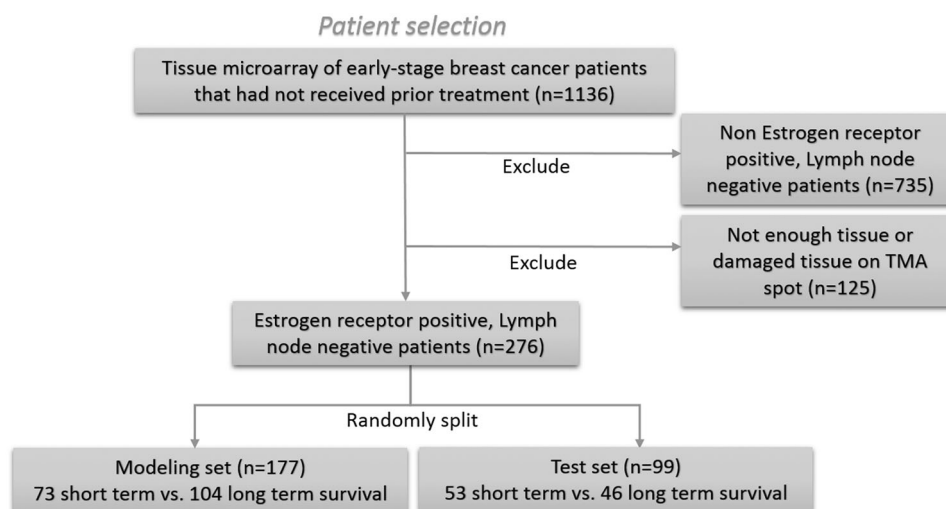 Patient selection
Tissue microarray of early-stage breast cancer patients
that had not received prior treatment (n=1136)
Exclude
Non Estrogen receptor
positive, Lymph node
negative patients (n=735)
Exclude
Not enough tissue or
damaged tissue on TMA
spot (n=125)
Estrogen receptor positive, Lymph
node negative patients (n=276)
Randomly split
Modeling set (n=177)
73 short term vs. 104 long term survival
Test set (n=99)
53 short term vs. 46 long term survival